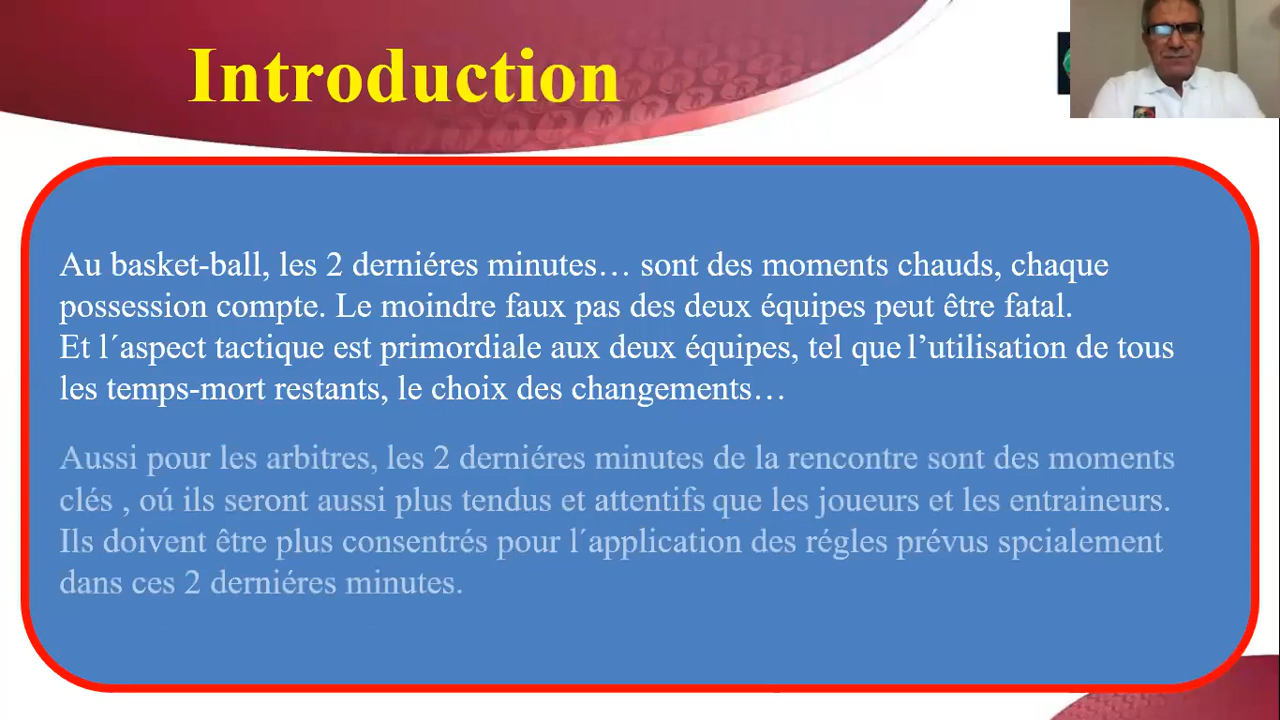 Introduction
Au basket-ball, les 2 derniéres minutes… sont des moments chauds, chaque
possession compte. Le moindre faux pas des deux équipes peut être fatal.
Et l´aspect tactique est primordiale aux deux équipes, tel que l’utilisation de tous
les temps-mort restants, le choix des changements…
Aussi pour les arbitres, les 2 derniéres minutes de la rencontre sont des moments
clés , oú ils seront aussi plus tendus et attentifs que les joueurs et les entraineurs.
Ils doivent être plus consentrés pour l´application des régles prévus spcialement
dans ces 2 derniéres minutes.